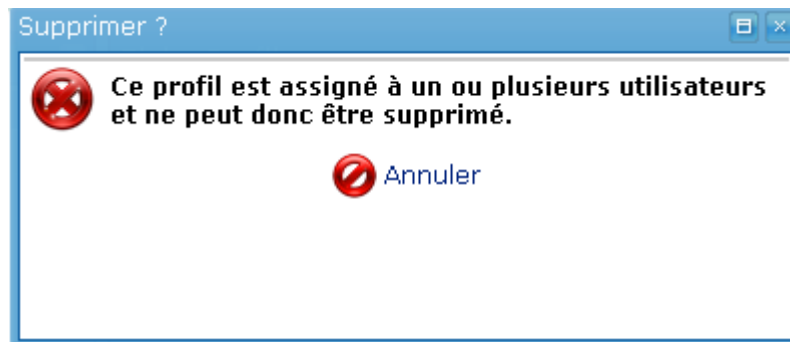 Supprimer ?
Ce profil est assigné à un ou plusieurs utilisateurs
et ne peut donc être supprimé.
Annuler